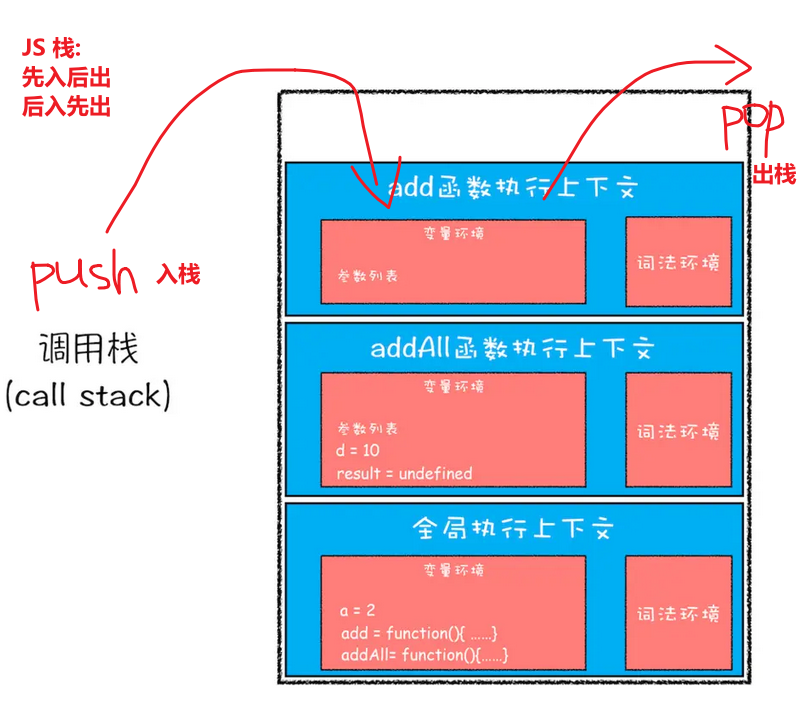 JS 栈:
先入后出
后入先出
pop
出栈
push 入栈
调用栈
(call stack)
add函数执行上下文
变量环境
参数列表
词法环境
addAll函数执行上下文
变量环境
参数列表
d = 10
result = undefined
词法环境
全局执行上下文
变量环境
a = 2
add = function(){ ......}
addAll= function(){......}
词法环境